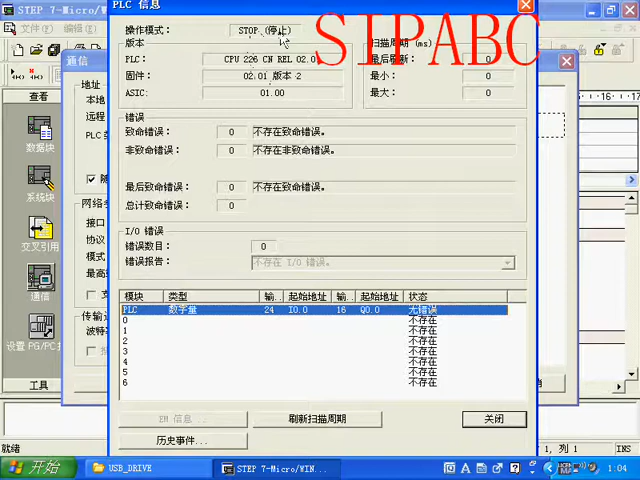 STEP 7-Micro/W
PLC 信息
SIPABC
操作模式：
STOP (停止)
版本
PLC:
CPU 226 CN REL 02.0
固件：
02.01 版本 2
ASIC:
01.00
扫描周期 (ms)
最后刷新：
0
最小：
0
最大：
0
错误
致命错误：
0
不存在致命错误。
非致命错误：
0
不存在非致命错误。
最后致命错误：
0
不存在致命错误。
总计致命错误：
0
I/O 错误
错误数目：
0
错误报告：
不存在 I/O 错误。
模块 类型 输.. 起始地址 输.. 起始地址 状态
PLC 数字量 24 I0.0 16 Q0.0 无错误
0 不存在
1 不存在
2 不存在
3 不存在
4 不存在
5 不存在
6 不存在
EM 信息...
刷新扫描周期
关闭
历史事件...
文件(F) 编辑(E)
通信
查看
数据块
系统块
交叉引用
通信
设置 PG/PC
工具
地址
本地
远程
PLC
网络
接口
协议
模式
最高
传输
波特
就绪
1, 列 1
INS
开始
USB_DRIVE
STEP 7-Micro/WIN...
1:04